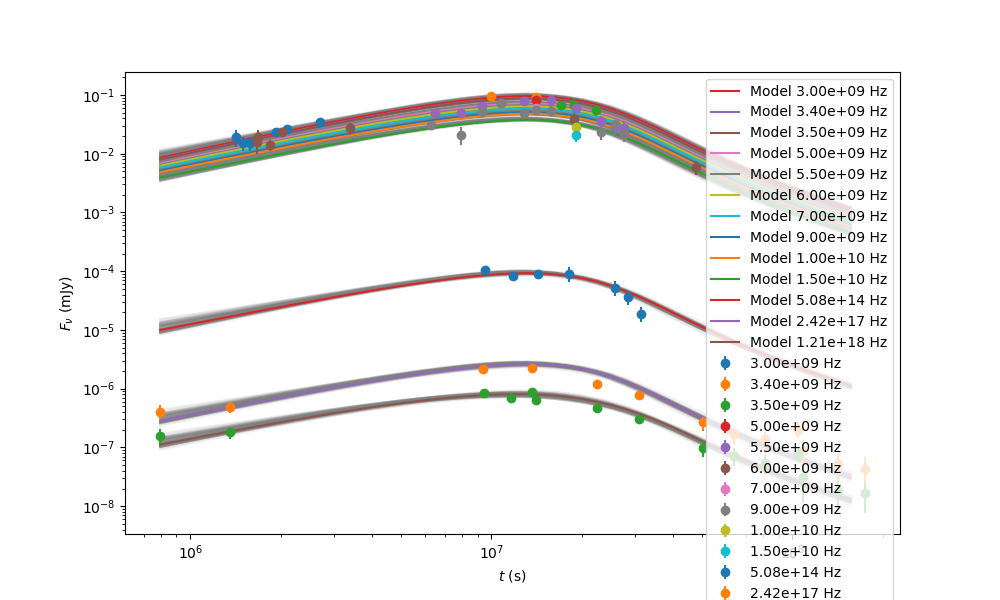 10⁻¹
10⁻²
10⁻³
10⁻⁴
10⁻⁵
10⁻⁶
10⁻⁷
10⁻⁸
F_ν (mJy)
10⁶
10⁷
t (s)
Model 3.00e+09 Hz
Model 3.40e+09 Hz
Model 3.50e+09 Hz
Model 5.00e+09 Hz
Model 5.50e+09 Hz
Model 6.00e+09 Hz
Model 7.00e+09 Hz
Model 9.00e+09 Hz
Model 1.00e+10 Hz
Model 1.50e+10 Hz
Model 5.08e+14 Hz
Model 2.42e+17 Hz
Model 1.21e+18 Hz
3.00e+09 Hz
3.40e+09 Hz
3.50e+09 Hz
5.00e+09 Hz
5.50e+09 Hz
6.00e+09 Hz
7.00e+09 Hz
9.00e+09 Hz
1.00e+10 Hz
1.50e+10 Hz
5.08e+14 Hz
2.42e+17 Hz